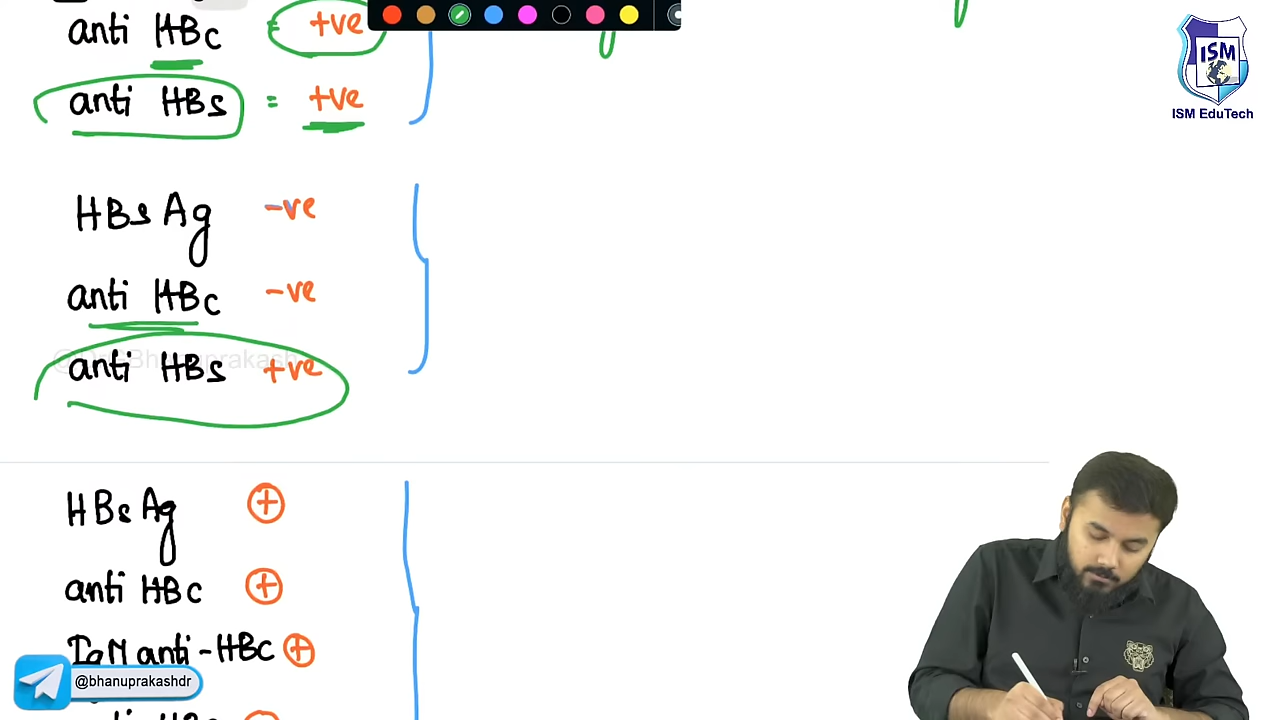 anti HBc = +ve
anti HBs = +ve
HBsAg -ve
anti HBc -ve
anti HBs +ve
HBsAg +
anti HBc +
IgM anti-HBc +
@bhanuprakashdr
ISM
ISM EduTech